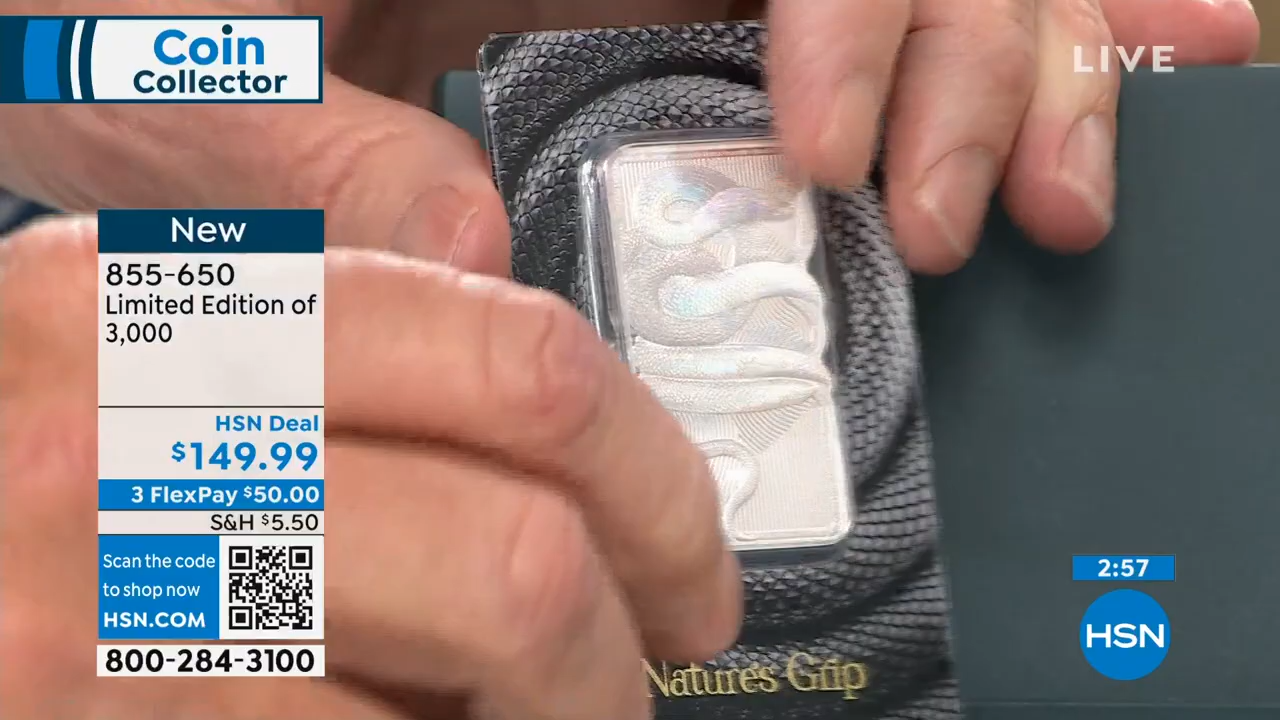 Coin
Collector
LIVE
New
855-650
Limited Edition of
3,000
HSN Deal
$149.99
3 FlexPay $50.00
S&H $5.50
Scan the code
to shop now
HSN.COM
800-284-3100
2:57
HSN
Nature's Grip